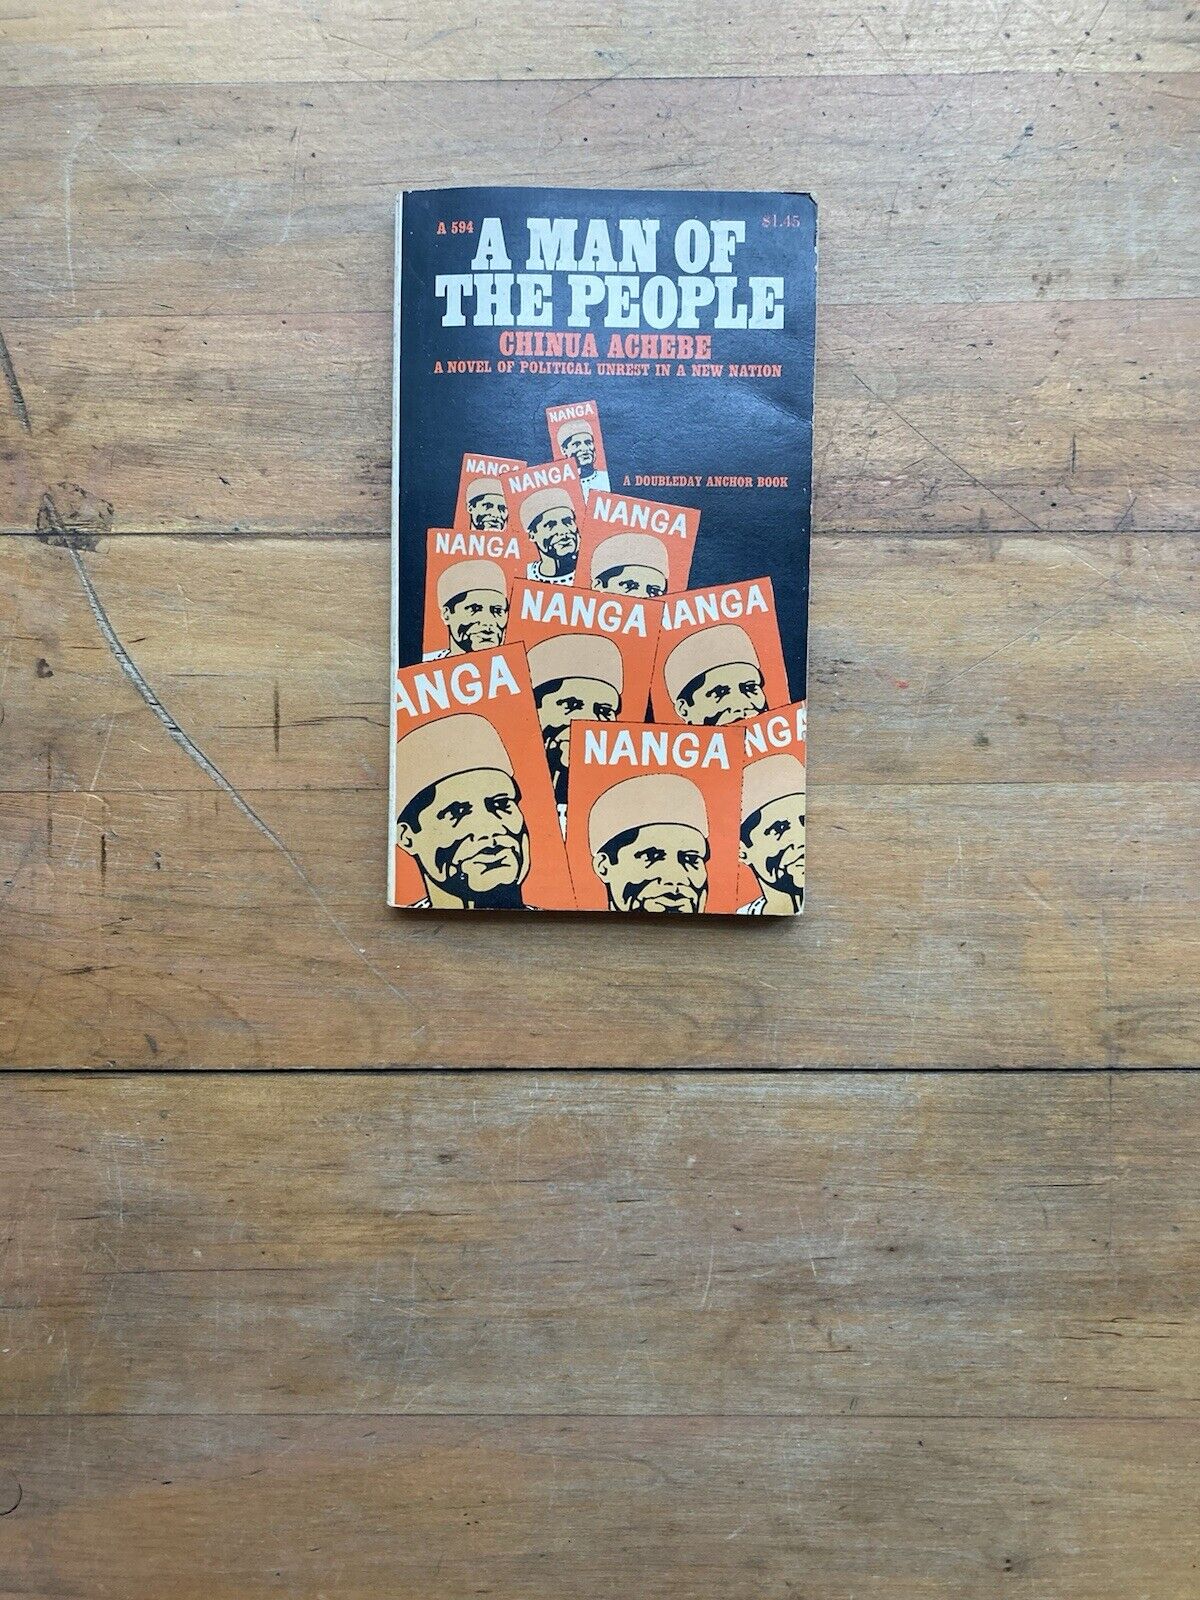 A 594
$1.45
A MAN OF
THE PEOPLE
CHINUA ACHEBE
A NOVEL OF POLITICAL UNREST IN A NEW NATION
NANGA
A DOUBLEDAY ANCHOR BOOK
NANGA
NANGA
NANGA
NANGA
NANGA
NANGA
ANGA
NANGA
NGA